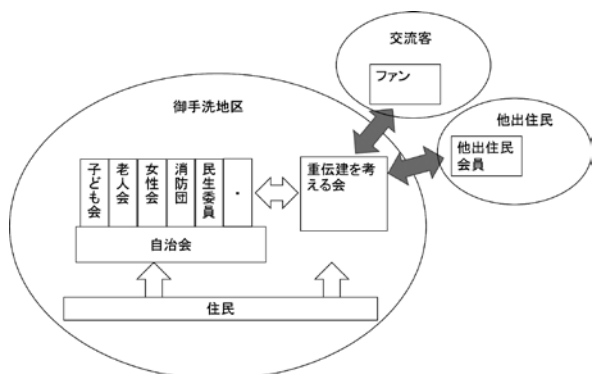 交流客
ファン
御手洗地区
他出住民
他出住民
会員
子ども会
老人会
女性会
消防団
民生委員
・
重伝建を考
える会
自治会
住民